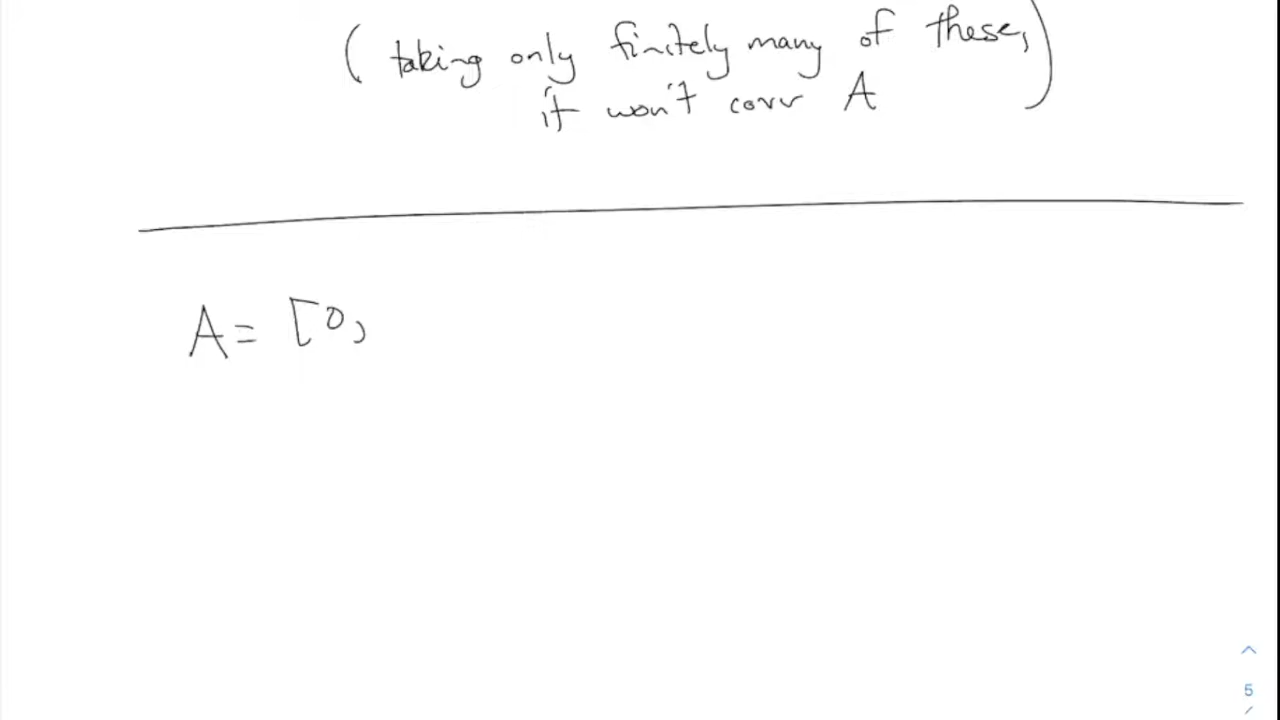 (taking only finitely many of these,
it won't cover A)
A = [0,
5